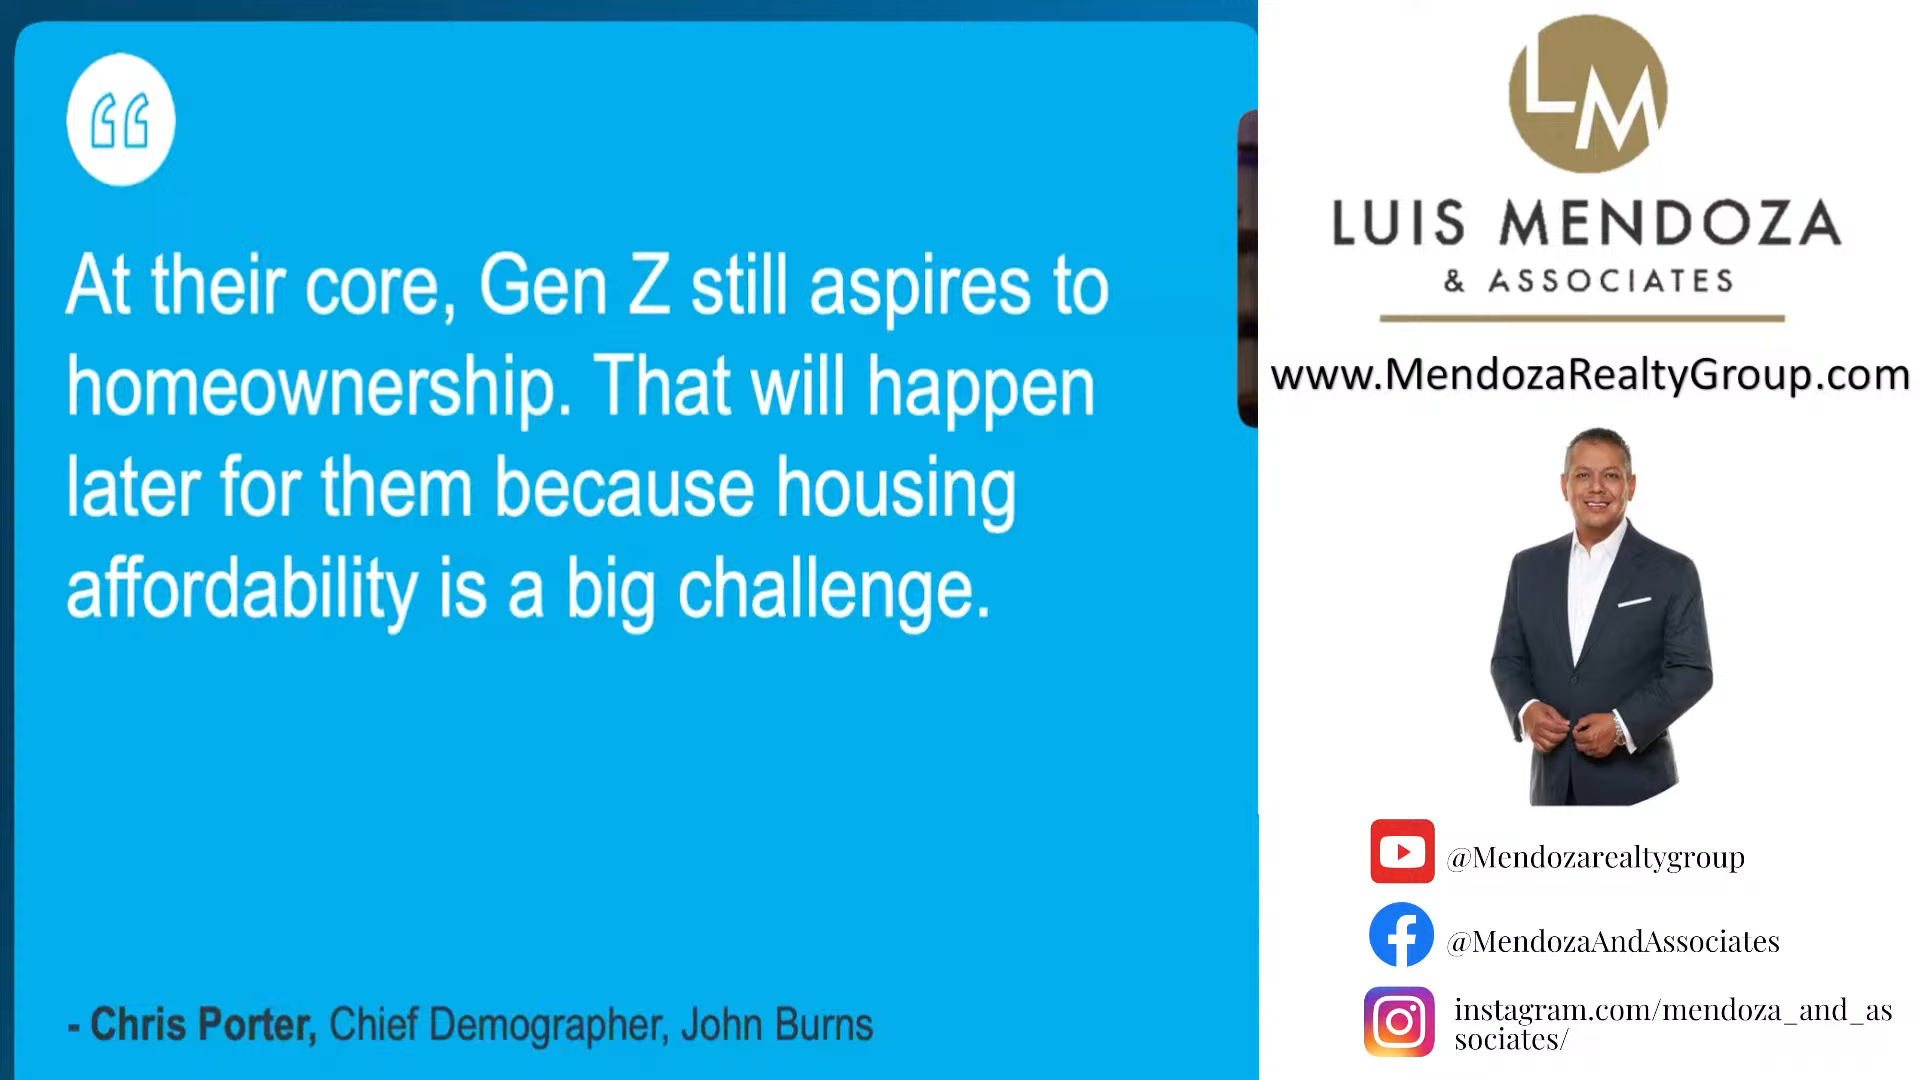 At their core, Gen Z still aspires to
homeownership. That will happen
later for them because housing
affordability is a big challenge.
- Chris Porter, Chief Demographer, John Burns
LM
LUIS MENDOZA
& ASSOCIATES
www.MendozaRealtyGroup.com
@Mendozarealtygroup
@MendozaAndAssociates
instagram.com/mendoza_and_as
sociates/